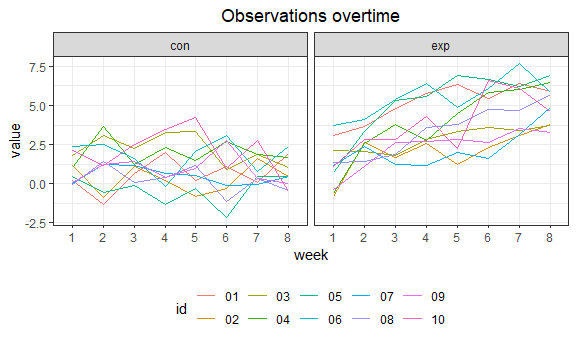 Observations overtime
con exp
7.5
5.0
2.5
0.0
-2.5
value
1 2 3 4 5 6 7 8 1 2 3 4 5 6 7 8
week
id
01 03 05 07 09
02 04 06 08 10